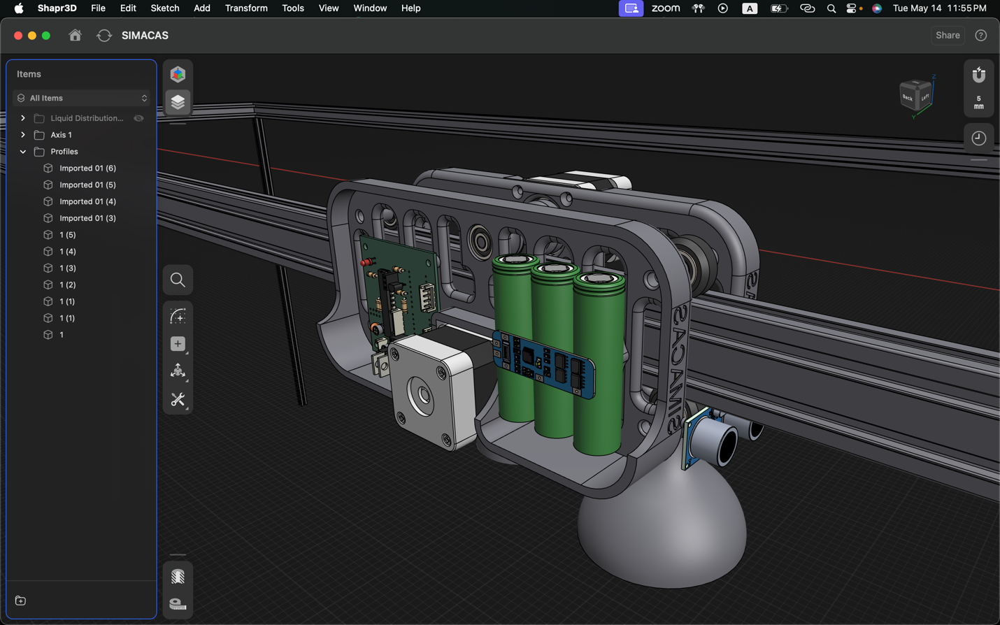 Shapr3D File Edit Sketch Add Transform Tools View Window Help zoom A Tue May 14 11:55 PM
SIMACAS
Share
?
Items
All Items
Liquid Distribution...
Axis 1
Profiles
Imported 01 (6)
Imported 01 (5)
Imported 01 (4)
Imported 01 (3)
1 (5)
1 (4)
1 (3)
1 (2)
1 (1)
1 (1)
1
Z
Back
Left
Y
5
mm
SIMACAS